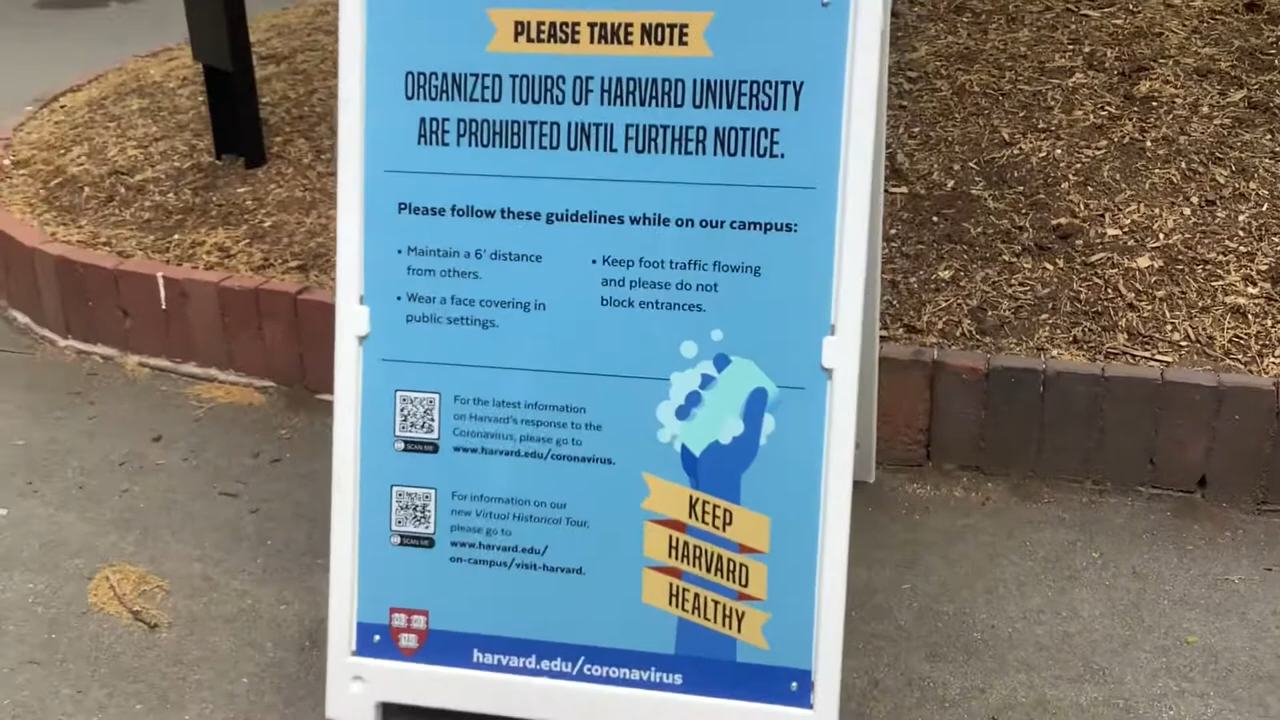 PLEASE TAKE NOTE
ORGANIZED TOURS OF HARVARD UNIVERSITY
ARE PROHIBITED UNTIL FURTHER NOTICE.
Please follow these guidelines while on our campus:
• Maintain a 6' distance
from others.
• Wear a face covering in
public settings.
• Keep foot traffic flowing
and please do not
block entrances.
For the latest information
on Harvard's response to the
Coronavirus, please go to
www.harvard.edu/coronavirus.
SCAN ME
For information on our
new Virtual Historical Tour,
please go to
www.harvard.edu/
on-campus/visit-harvard.
SCAN ME
KEEP
HARVARD
HEALTHY
harvard.edu/coronavirus